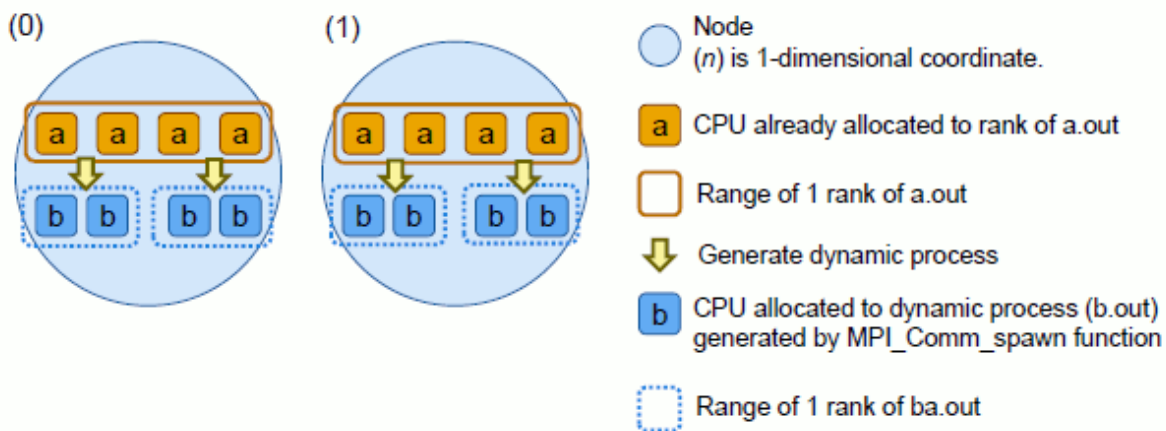 (0)
(1)
a a a a
a a a a
b b b b
b b b b
Node
(n) is 1-dimensional coordinate.
a CPU already allocated to rank of a.out
Range of 1 rank of a.out
Generate dynamic process
b CPU allocated to dynamic process (b.out)
generated by MPI_Comm_spawn function
Range of 1 rank of ba.out